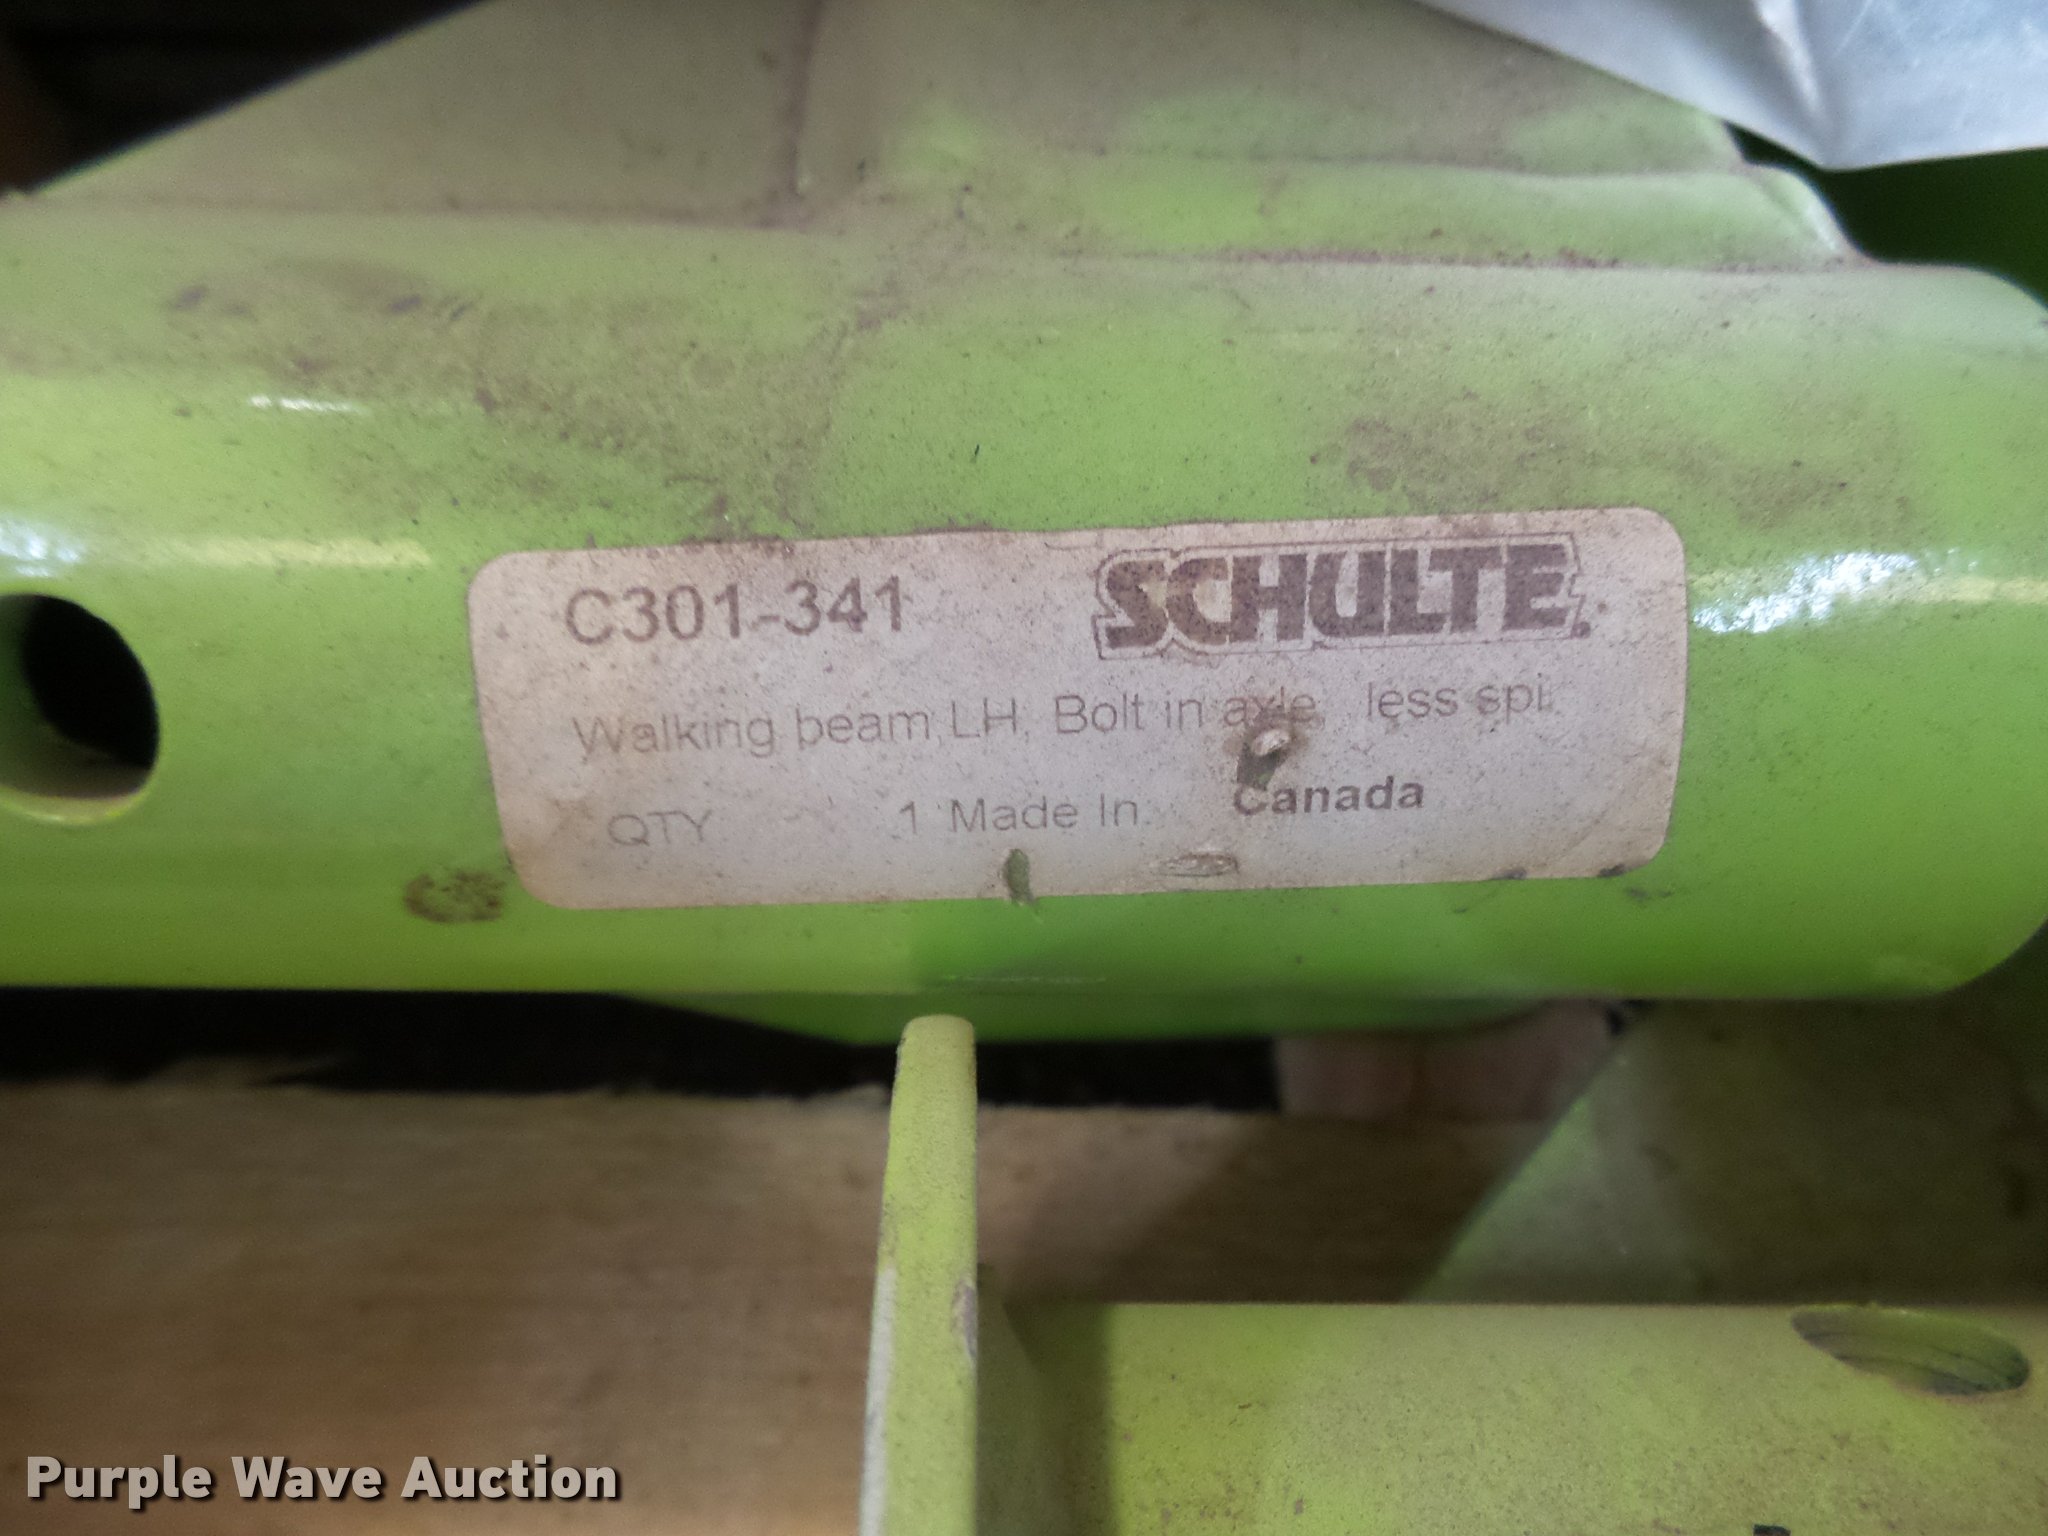 C301-341 SCHULTE
Walking beam, LH, Bolt in axle less spi.
QTY 1 Made In: Canada
Purple Wave Auction